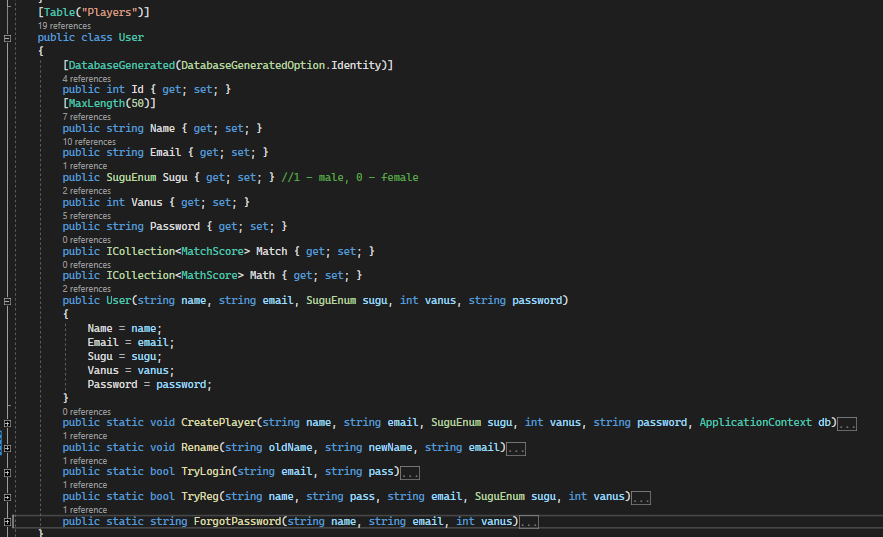 [Table("Players")]
19 references
public class User
{
[DatabaseGenerated(DatabaseGeneratedOption.Identity)]
4 references
public int Id { get; set; }
[MaxLength(50)]
7 references
public string Name { get; set; }
10 references
public string Email { get; set; }
1 reference
public SuguEnum Sugu { get; set; } //1 - male, 0 - female
2 references
public int Vanus { get; set; }
5 references
public string Password { get; set; }
0 references
public ICollection<MatchScore> Match { get; set; }
0 references
public ICollection<MathScore> Math { get; set; }
2 references
public User(string name, string email, SuguEnum sugu, int vanus, string password)
{
Name = name;
Email = email;
Sugu = sugu;
Vanus = vanus;
Password = password;
}
0 references
public static void CreatePlayer(string name, string email, SuguEnum sugu, int vanus, string password, ApplicationContext db)...
1 reference
public static void Rename(string oldName, string newName, string email)...
1 reference
public static bool TryLogin(string email, string pass)...
1 reference
public static bool TryReg(string name, string pass, string email, SuguEnum sugu, int vanus)...
1 reference
public static string ForgotPassword(string name, string email, int vanus)...
}